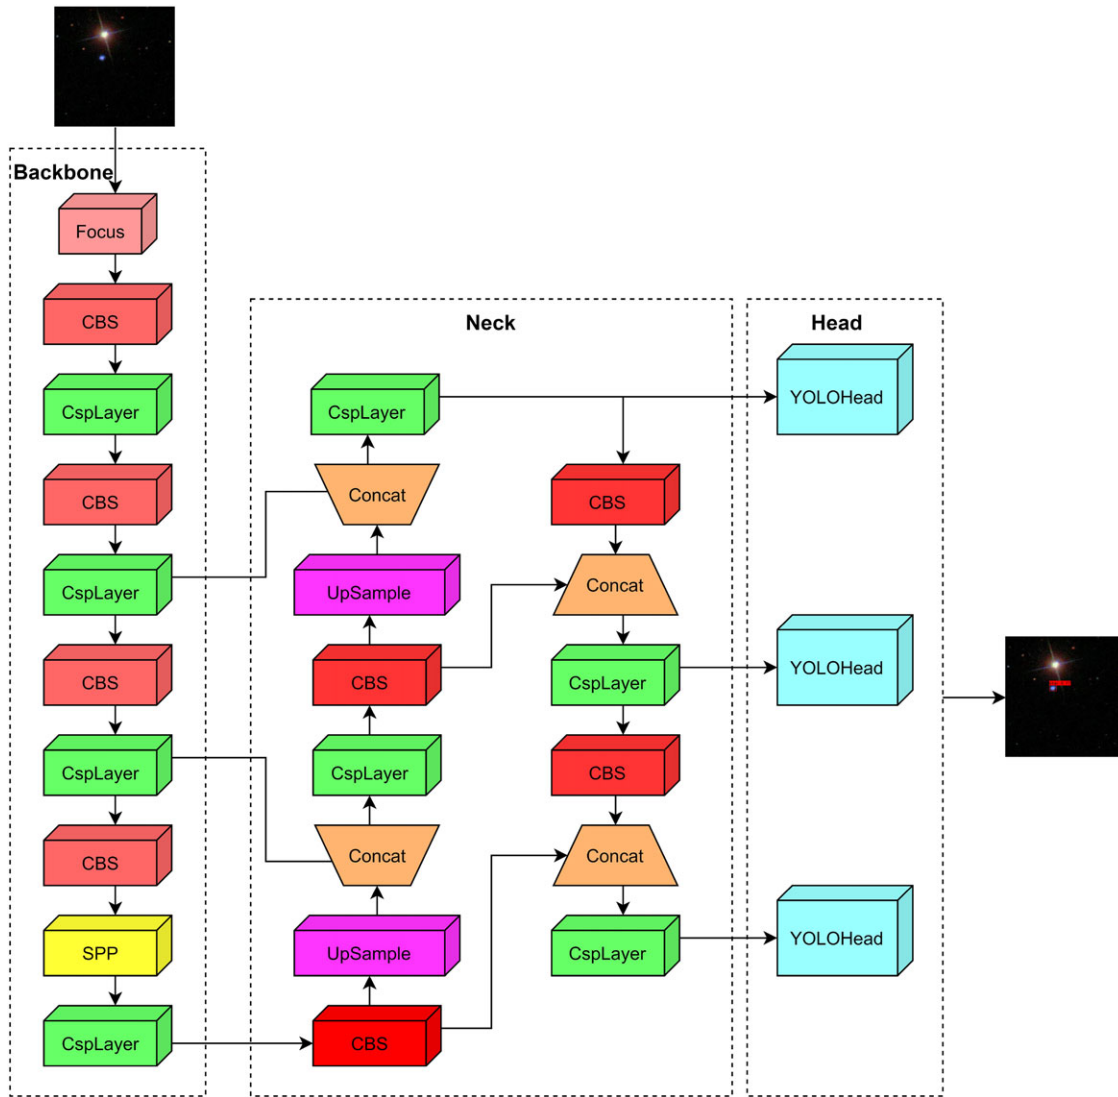 Backbone
Focus
CBS
CspLayer
CBS
CspLayer
CBS
CspLayer
CBS
SPP
CspLayer
Neck
CspLayer
Concat
UpSample
CBS
CspLayer
Concat
UpSample
CBS
CBS
Concat
CspLayer
CBS
Concat
CspLayer
Head
YOLOHead
YOLOHead
YOLOHead